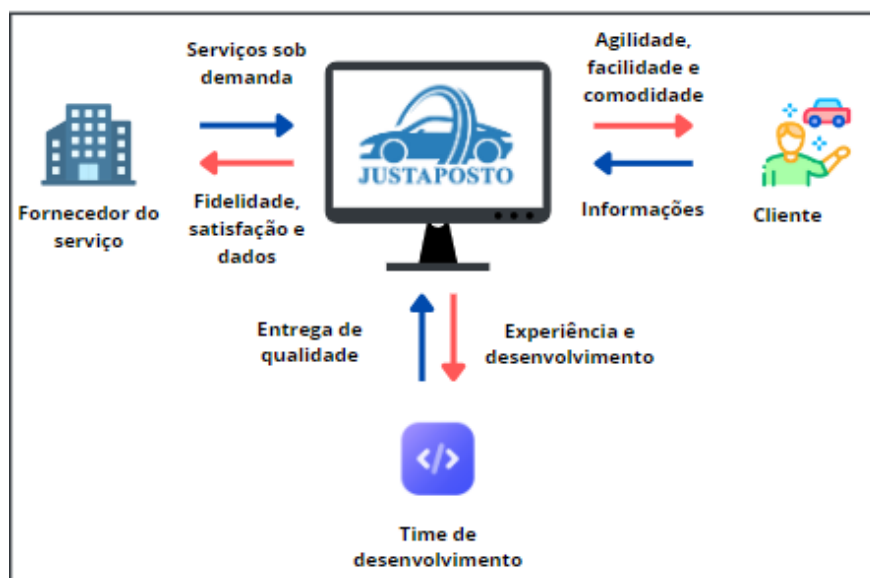 Serviços sob
demanda
Agilidade,
facilidade e
comodidade
JUSTAPOSTO
Fornecedor do
serviço
Fidelidade,
satisfação e
dados
Informações
Cliente
Entrega de
qualidade
Experiência e
desenvolvimento
</>
Time de
desenvolvimento